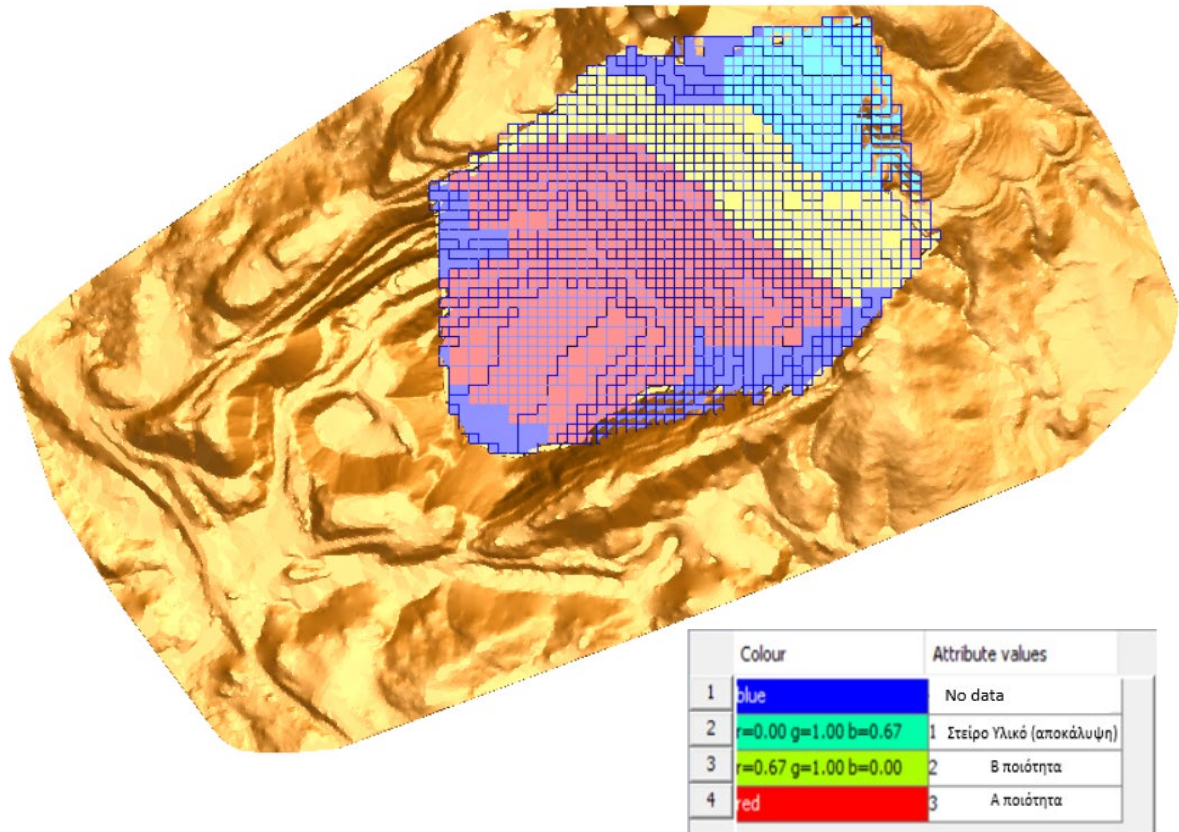 Colour Attribute values
1 blue No data
2 r=0.00 g=1.00 b=0.67 1 Στείρο Υλικό (αποκάλυψη)
3 r=0.67 g=1.00 b=0.00 2 Β ποιότητα
4 red 3 Α ποιότητα